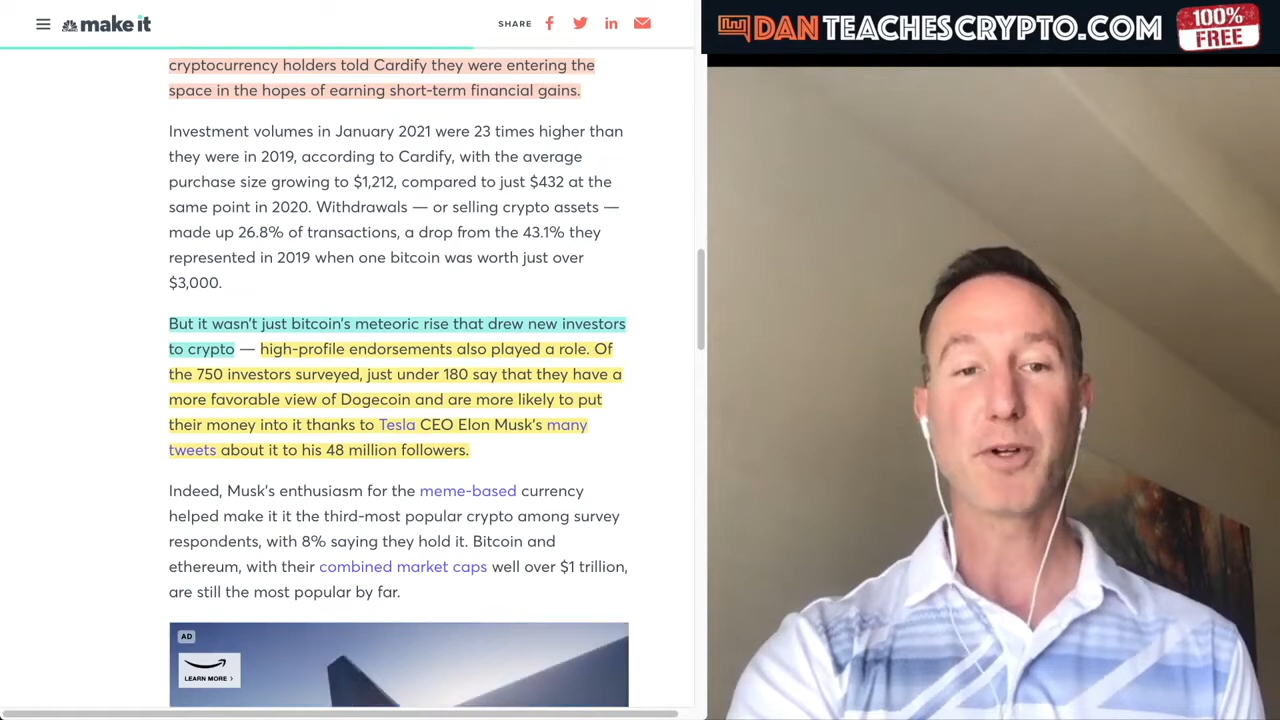 make it
SHARE
DANTEACHESCRYPTO.COM
100%
FREE
cryptocurrency holders told Cardify they were entering the
space in the hopes of earning short-term financial gains.
Investment volumes in January 2021 were 23 times higher than
they were in 2019, according to Cardify, with the average
purchase size growing to $1,212, compared to just $432 at the
same point in 2020. Withdrawals — or selling crypto assets —
made up 26.8% of transactions, a drop from the 43.1% they
represented in 2019 when one bitcoin was worth just over
$3,000.
But it wasn't just bitcoin's meteoric rise that drew new investors
to crypto — high-profile endorsements also played a role. Of
the 750 investors surveyed, just under 180 say that they have a
more favorable view of Dogecoin and are more likely to put
their money into it thanks to Tesla CEO Elon Musk's many
tweets about it to his 48 million followers.
Indeed, Musk's enthusiasm for the meme-based currency
helped make it it the third-most popular crypto among survey
respondents, with 8% saying they hold it. Bitcoin and
ethereum, with their combined market caps well over $1 trillion,
are still the most popular by far.
AD
LEARN MORE ›